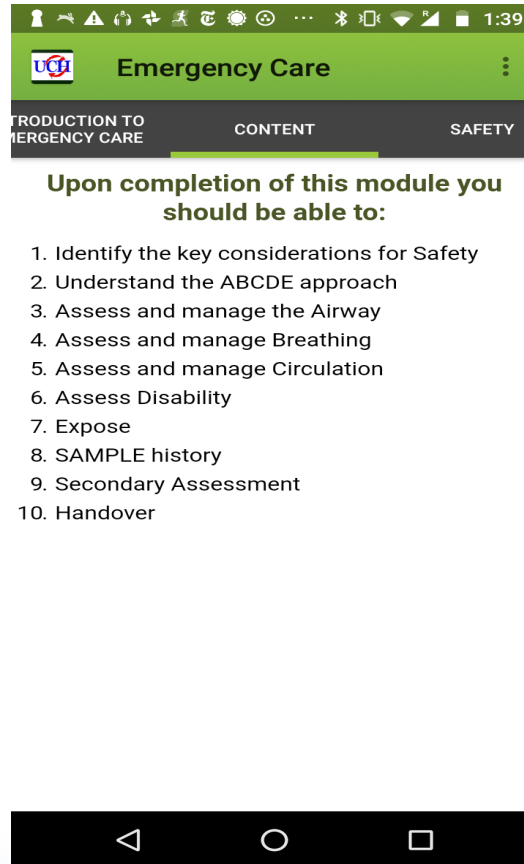 1:39
UCH
Emergency Care
TRODUCTION TO
MERGENCY CARE
CONTENT
SAFETY
Upon completion of this module you
should be able to:
1. Identify the key considerations for Safety
2. Understand the ABCDE approach
3. Assess and manage the Airway
4. Assess and manage Breathing
5. Assess and manage Circulation
6. Assess Disability
7. Expose
8. SAMPLE history
9. Secondary Assessment
10. Handover